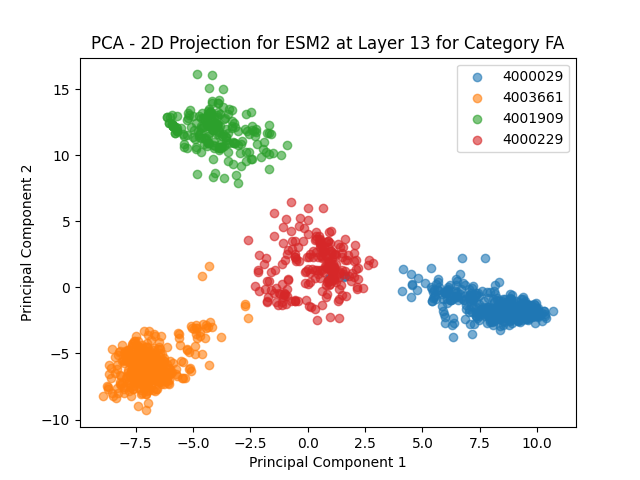 PCA - 2D Projection for ESM2 at Layer 13 for Category FA
4000029
4003661
4001909
4000229
Principal Component 2
15
10
5
0
−5
−10
−7.5 −5.0 −2.5 0.0 2.5 5.0 7.5 10.0
Principal Component 1